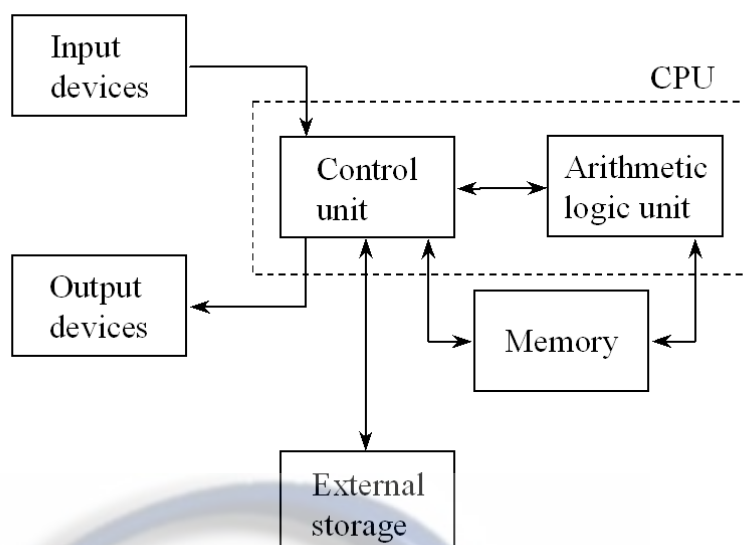 Input
devices
CPU
Control
unit
Arithmetic
logic unit
Output
devices
Memory
External
storage